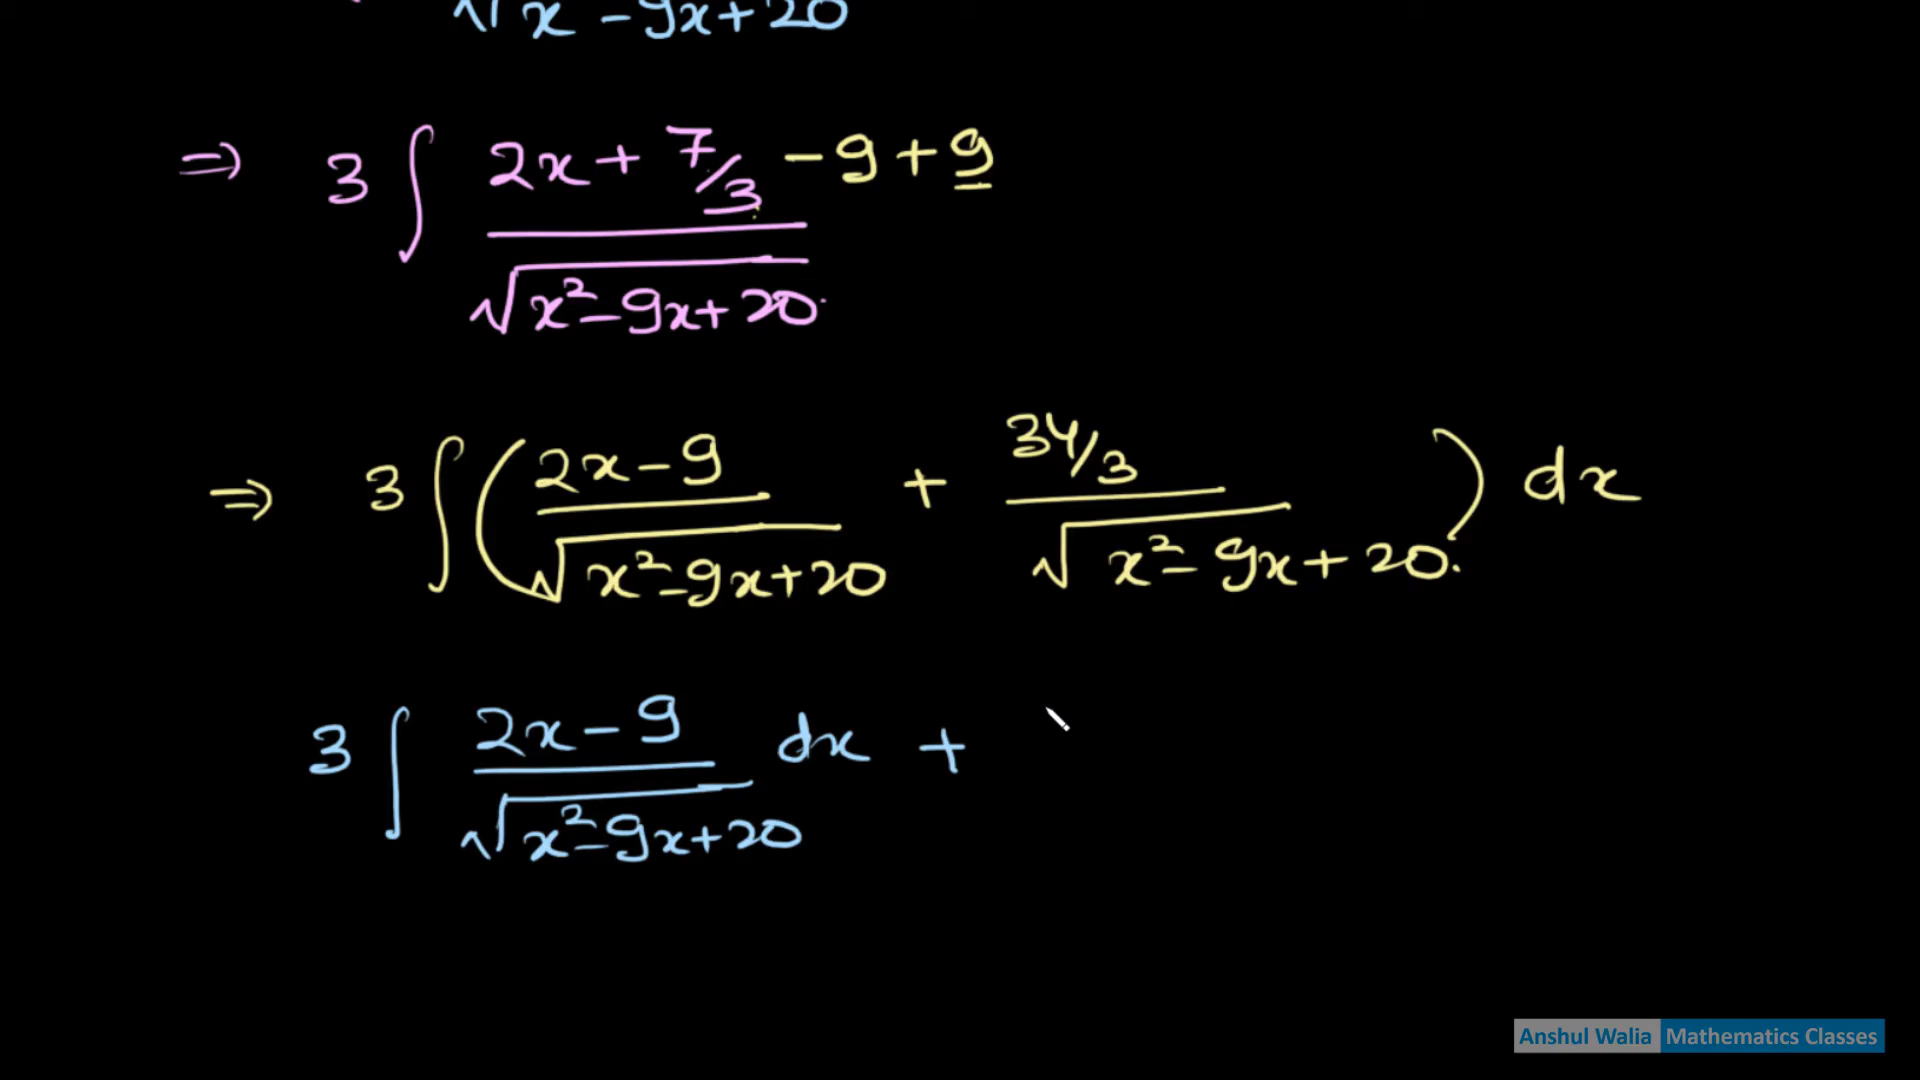 √x - 9x+20
⇒ 3 ∫ (2x + 7/3 - 9 + 9) / √(x² - 9x + 20)
⇒ 3 ∫ ( (2x - 9) / √(x² - 9x + 20) + (34/3) / √(x² - 9x + 20) ) dx
3 ∫ (2x - 9) / √(x² - 9x + 20) dx +
Anshul Walia Mathematics Classes